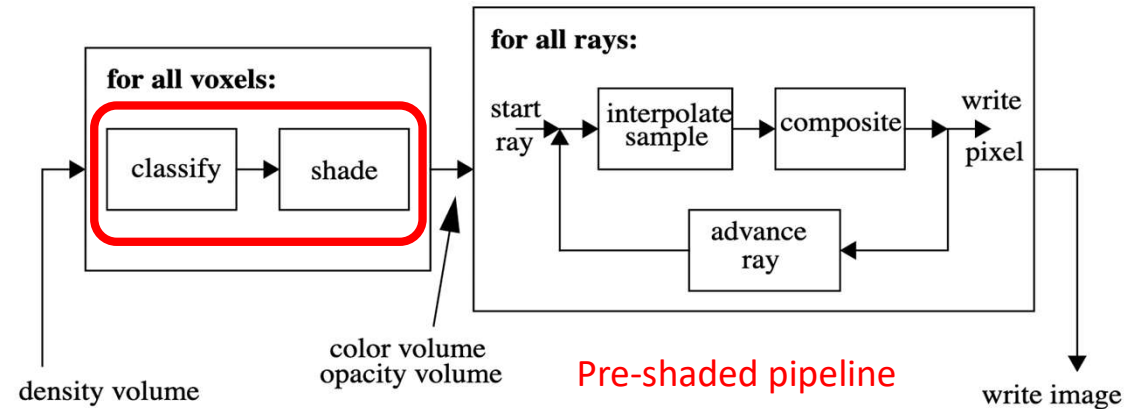 for all voxels:
classify
shade
for all rays:
start
ray
interpolate
sample
composite
write
pixel
advance
ray
density volume
color volume
opacity volume
Pre-shaded pipeline
write image